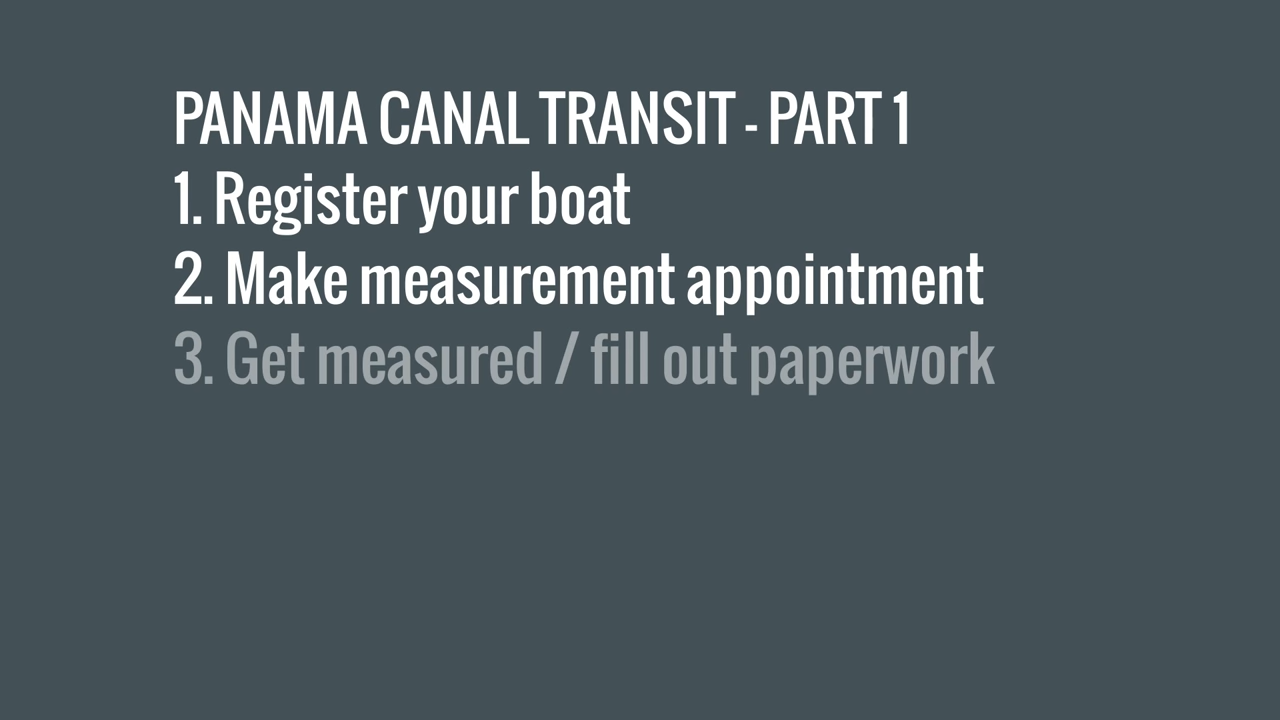 PANAMA CANAL TRANSIT - PART 1
1. Register your boat
2. Make measurement appointment
3. Get measured / fill out paperwork